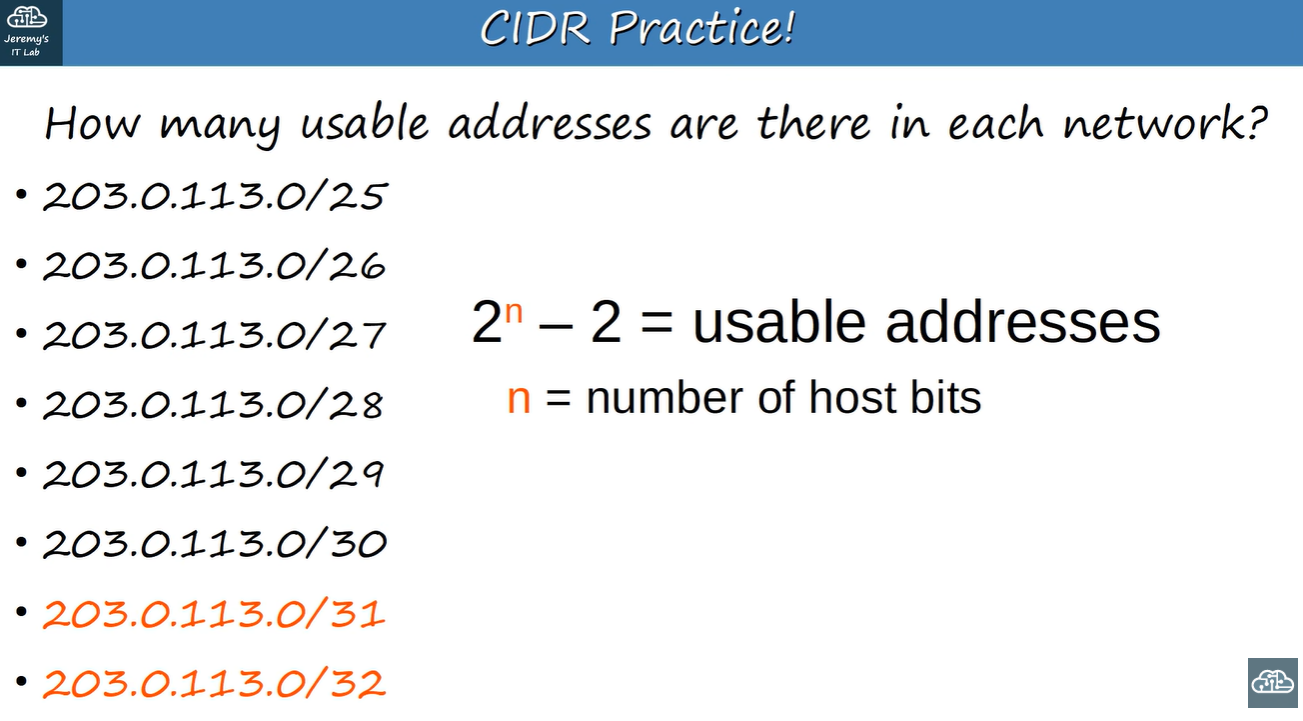 Jeremy's
IT Lab
CIDR Practice!
How many usable addresses are there in each network?
• 203.0.113.0/25
• 203.0.113.0/26
• 203.0.113.0/27
• 203.0.113.0/28
• 203.0.113.0/29
• 203.0.113.0/30
• 203.0.113.0/31
• 203.0.113.0/32
2ⁿ – 2 = usable addresses
n = number of host bits